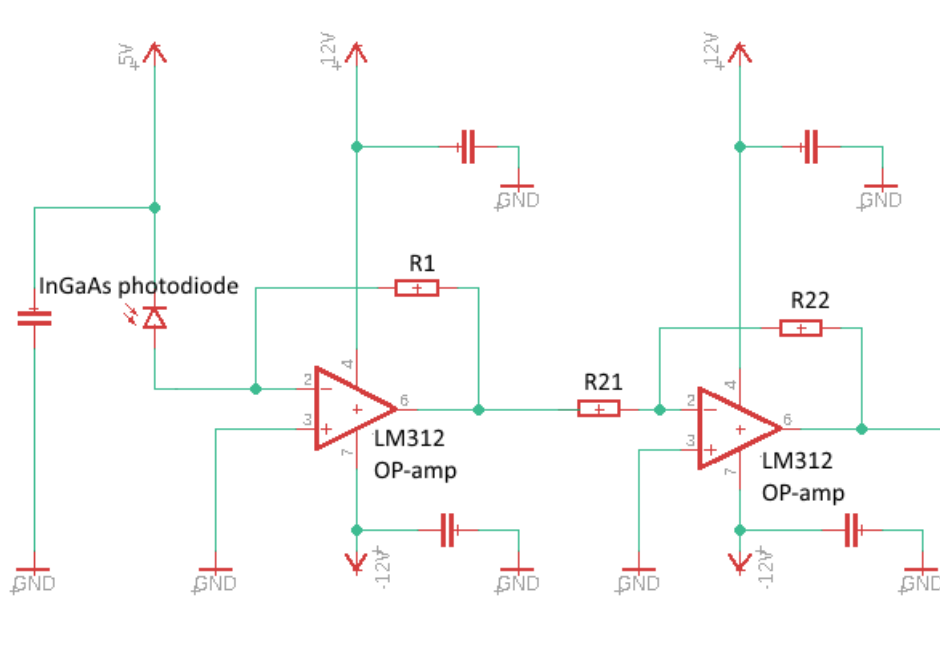 5V
12V
12V
GND
GND
InGaAs photodiode
R1
R22
4
R21
4
2
6
2
6
3
3
LM312
OP-amp
7
LM312
OP-amp
7
-12V
-12V
GND
GND
GND
GND
GND